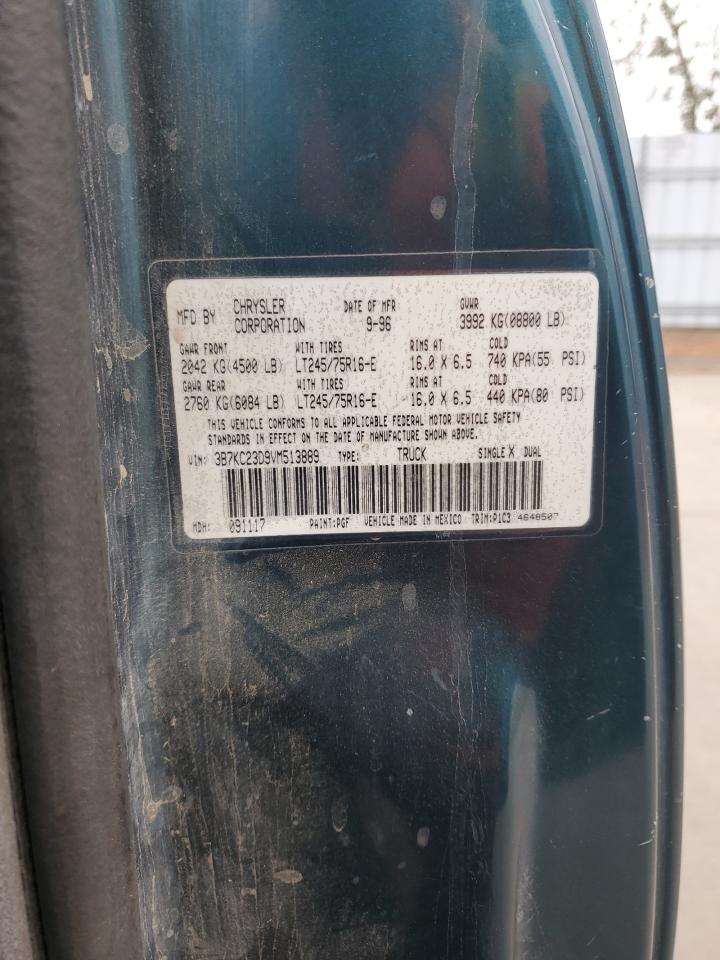 MFD BY CHRYSLER CORPORATION DATE OF MFR 9-96 GVWR 3992 KG(08800 LB)
GAWR FRONT WITH TIRES RIMS AT COLD
2042 KG(4500 LB) LT245/75R16-E 16.0 X 6.5 740 KPA(55 PSI)
GAWR REAR WITH TIRES RIMS AT COLD
2760 KG(6084 LB) LT245/75R16-E 16.0 X 6.5 440 KPA(80 PSI)
THIS VEHICLE CONFORMS TO ALL APPLICABLE FEDERAL MOTOR VEHICLE SAFETY
STANDARDS IN EFFECT ON THE DATE OF MANUFACTURE SHOWN ABOVE.
VIN: 3B7KC23D9VM513889 TYPE: TRUCK SINGLE X DUAL
MDH: 091117 PAINT:PGF VEHICLE MADE IN MEXICO TRIM:P1C3 4648507